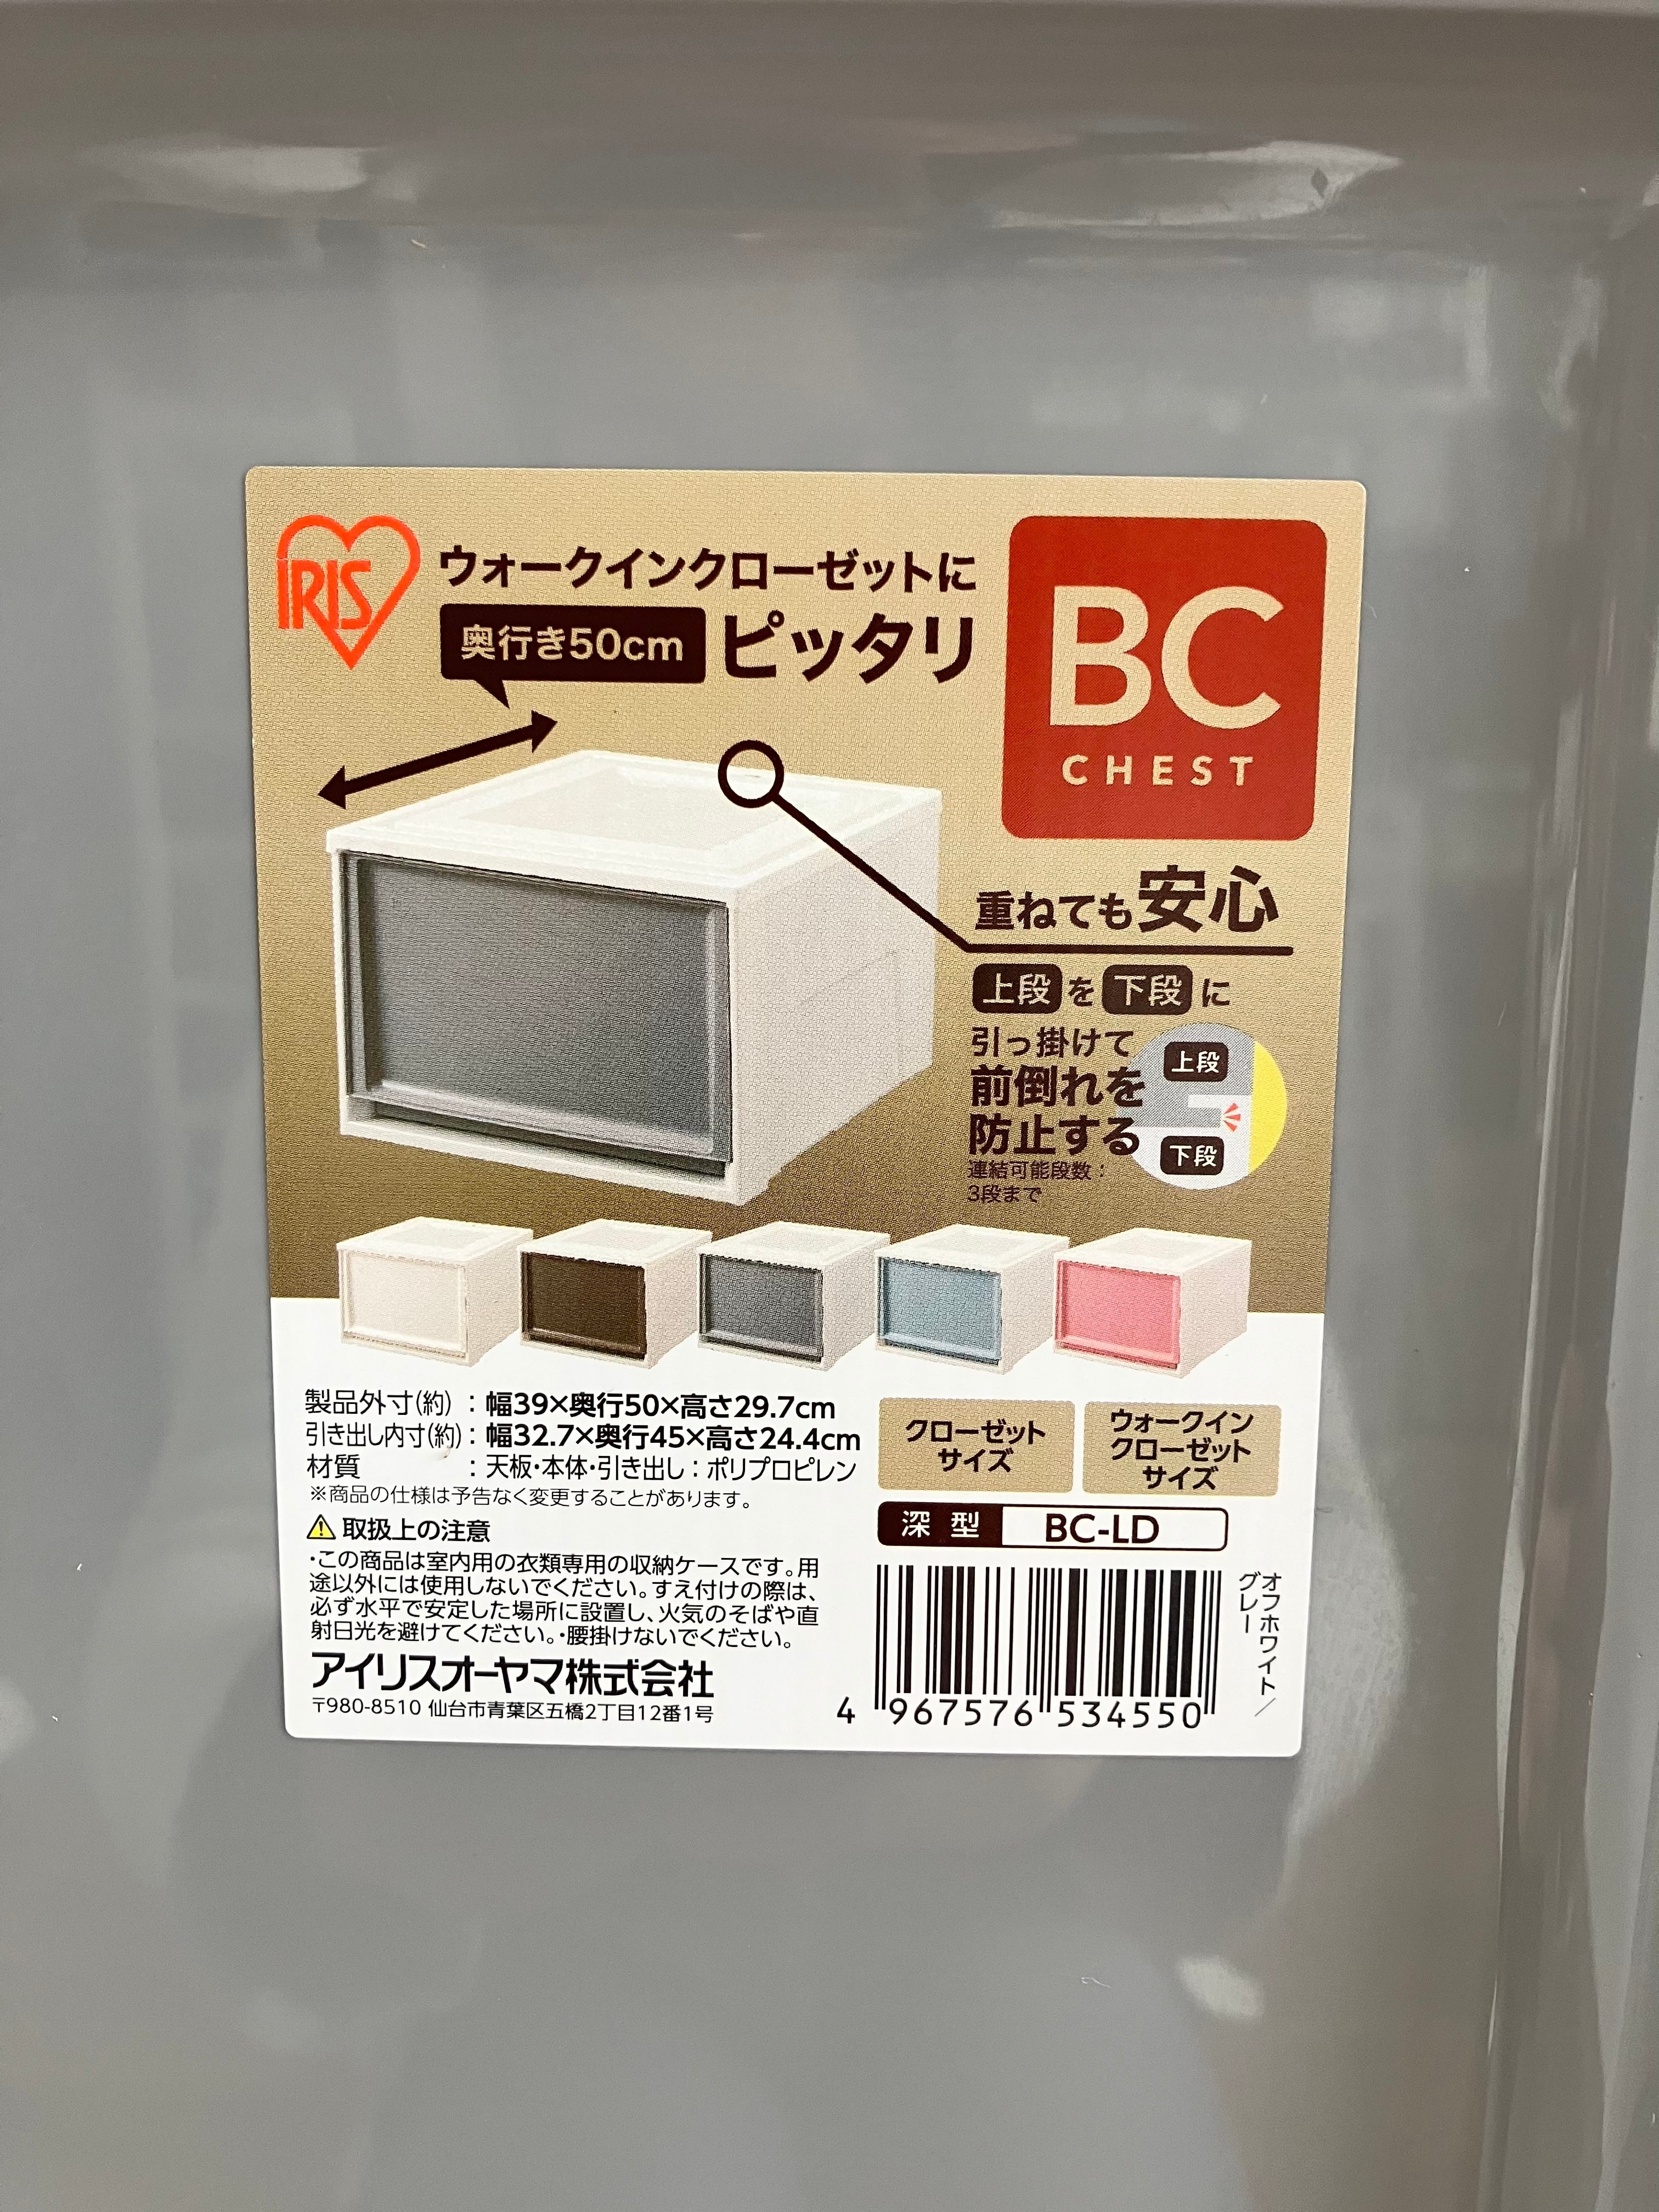 IRIS
ウォークインクローゼットに
奥行き50cm ピッタリ
BC
CHEST
重ねても安心
上段を下段に
引っ掛けて
前倒れを
防止する
連結可能段数：
3段まで
上段
下段
製品外寸(約)：幅39×奥行50×高さ29.7cm
引き出し内寸(約)：幅32.7×奥行45×高さ24.4cm
材質：天板・本体・引き出し：ポリプロピレン
※商品の仕様は予告なく変更することがあります。
取扱上の注意
・この商品は室内用の衣類専用の収納ケースです。用
途以外には使用しないでください。すえ付けの際は、
必ず水平で安定した場所に設置し、火気のそばや直
射日光を避けてください。・腰掛けないでください。
アイリスオーヤマ株式会社
〒980-8510 仙台市青葉区五橋2丁目12番1号
クローゼット
サイズ
ウォークイン
クローゼット
サイズ
深型 BC-LD
オフホワイト／
グレー
4 967576 534550